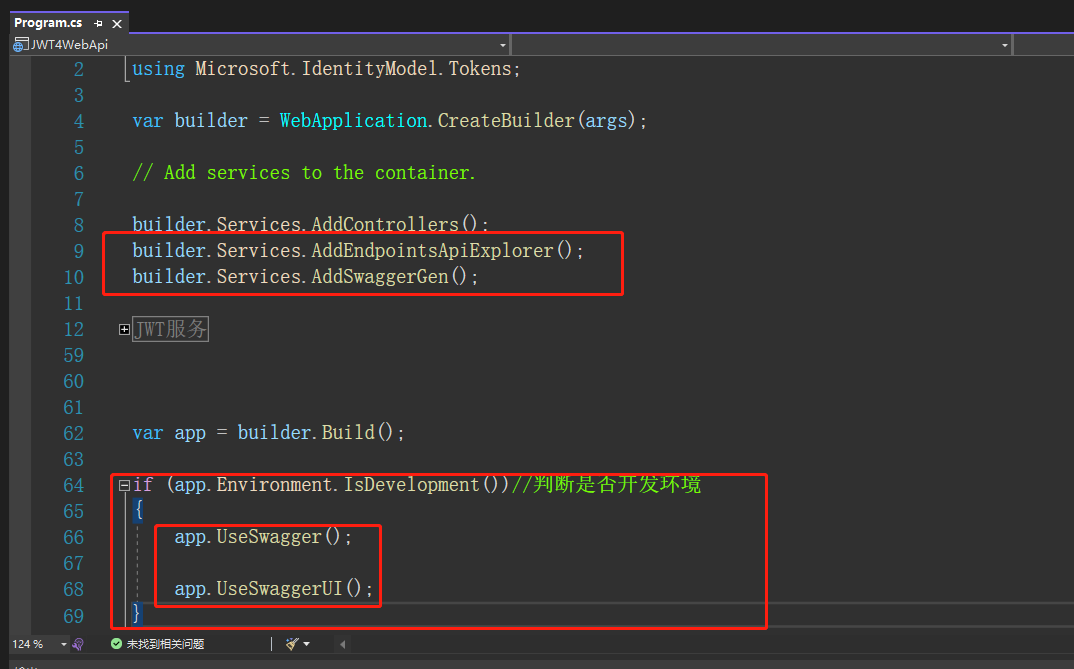 Program.cs
JWT4WebApi
2 using Microsoft.IdentityModel.Tokens;
3
4 var builder = WebApplication.CreateBuilder(args);
5
6 // Add services to the container.
7
8 builder.Services.AddControllers();
9 builder.Services.AddEndpointsApiExplorer();
10 builder.Services.AddSwaggerGen();
11
12 JWT服务
59
60
61
62 var app = builder.Build();
63
64 if (app.Environment.IsDevelopment())//判断是否开发环境
65 {
66 app.UseSwagger();
67
68 app.UseSwaggerUI();
69 }
124 % 未找到相关问题